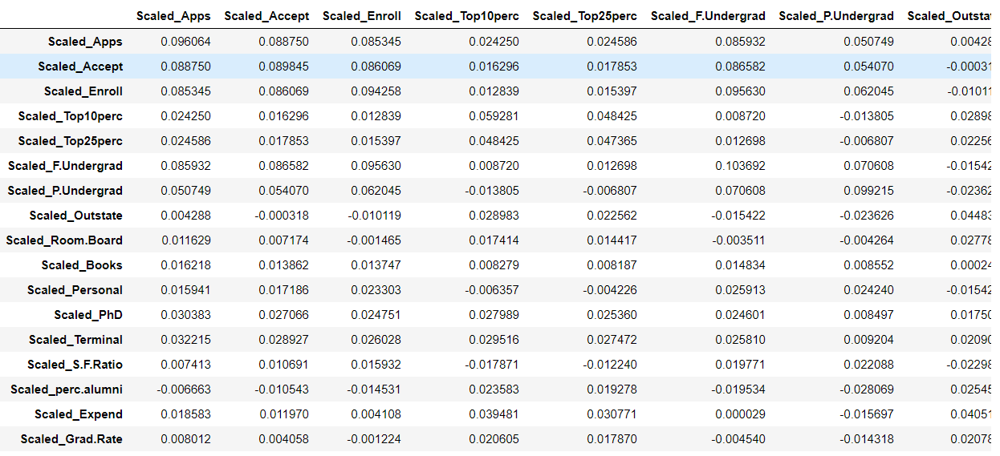 Scaled_Apps Scaled_Accept Scaled_Enroll Scaled_Top10perc Scaled_Top25perc Scaled_F.Undergrad Scaled_P.Undergrad
Scaled_Apps 0.096064 0.088750 0.085345 0.024250 0.024586 0.085932 0.050749 0.00428
Scaled_Accept 0.088750 0.089845 0.086069 0.016296 0.017853 0.086582 0.054070 -0.00031
Scaled_Enroll 0.085345 0.086069 0.094258 0.012839 0.015397 0.095630 0.062045 -0.01011
Scaled_Top10perc 0.024250 0.016296 0.012839 0.059281 0.048425 0.008720 -0.013805 0.02898
Scaled_Top25perc 0.024586 0.017853 0.015397 0.048425 0.047365 0.012698 -0.006807 0.02256
Scaled_F.Undergrad 0.085932 0.086582 0.095630 0.008720 0.012698 0.103692 0.070608 -0.01542
Scaled_P.Undergrad 0.050749 0.054070 0.062045 -0.013805 -0.006807 0.070608 0.099215 -0.02362
Scaled_Outstate 0.004288 -0.000318 -0.010119 0.028983 0.022562 -0.015422 -0.023626 0.04483
Scaled_Room.Board 0.011629 0.007174 -0.001465 0.017414 0.014417 -0.003511 -0.004264 0.02778
Scaled_Books 0.016218 0.013862 0.013747 0.008279 0.008187 0.014834 0.008552 0.00024
Scaled_Personal 0.015941 0.017186 0.023303 -0.006357 -0.004226 0.025913 0.024240 -0.01542
Scaled_PhD 0.030383 0.027066 0.024751 0.027989 0.025360 0.024601 0.008497 0.01750
Scaled_Terminal 0.032215 0.028927 0.026028 0.029516 0.027472 0.025810 0.009204 0.02090
Scaled_S.F.Ratio 0.007413 0.010691 0.015932 -0.017871 -0.012240 0.019771 0.022088 -0.02298
Scaled_perc.alumni -0.006663 -0.010543 -0.014531 0.023583 0.019278 -0.019534 -0.028069 0.02545
Scaled_Expend 0.018583 0.011970 0.004108 0.039481 0.030771 0.000029 -0.015697 0.04051
Scaled_Grad.Rate 0.008012 0.004058 -0.001224 0.020605 0.017870 -0.004540 -0.014318 0.02078